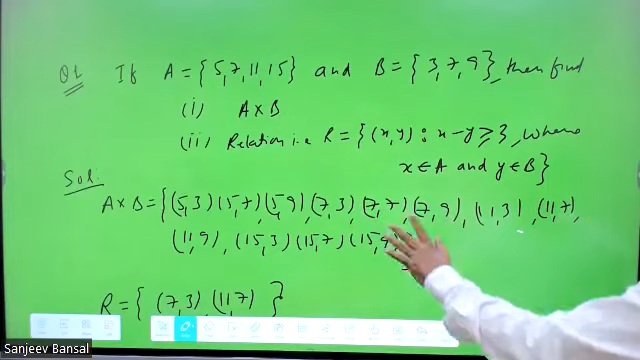 Q1 If A = {5,7,11,15} and B = {3,7,9}, then find
(i) A×B
(ii) Relation i.e R = {(x,y) : x-y ≥ 3, where
x ∈ A and y ∈ B}
Sol:
A×B = {(5,3) (5,7) (5,9) (7,3) (7,7), (7,9), (11,3), (11,7),
(11,9), (15,3) (15,7) (15,9)
R = { (7,3) (11,7) }
Sanjeev Bansal